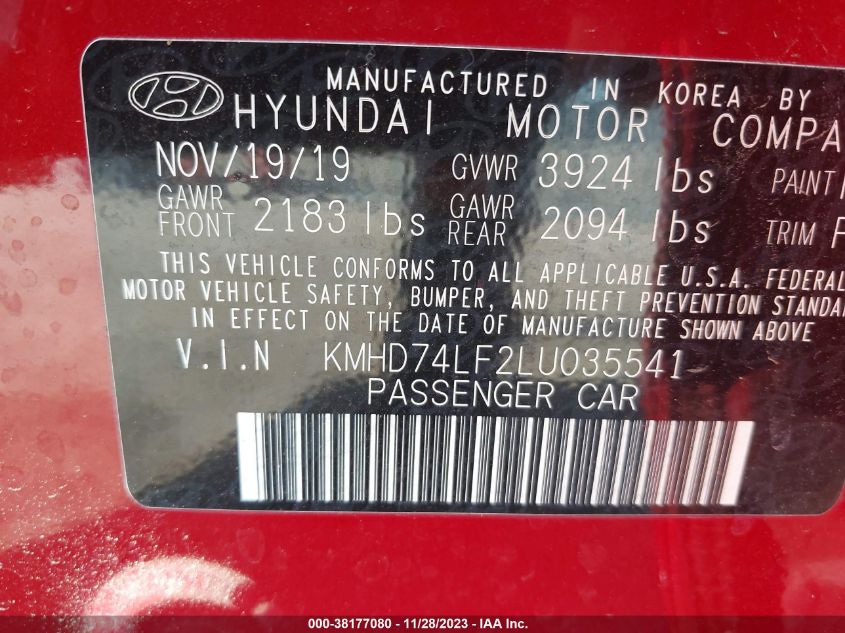 MANUFACTURED IN KOREA BY
HYUNDAI MOTOR COMPA
NOV/19/19 GVWR 3924 lbs PAINT
GAWR FRONT 2183 lbs GAWR REAR 2094 lbs TRIM F
THIS VEHICLE CONFORMS TO ALL APPLICABLE U.S.A. FEDERAL
MOTOR VEHICLE SAFETY, BUMPER, AND THEFT PREVENTION STANDA
IN EFFECT ON THE DATE OF MANUFACTURE SHOWN ABOVE
V.I.N KMHD74LF2LU035541
PASSENGER CAR
000-38177080 - 11/28/2023 - IAA Inc.